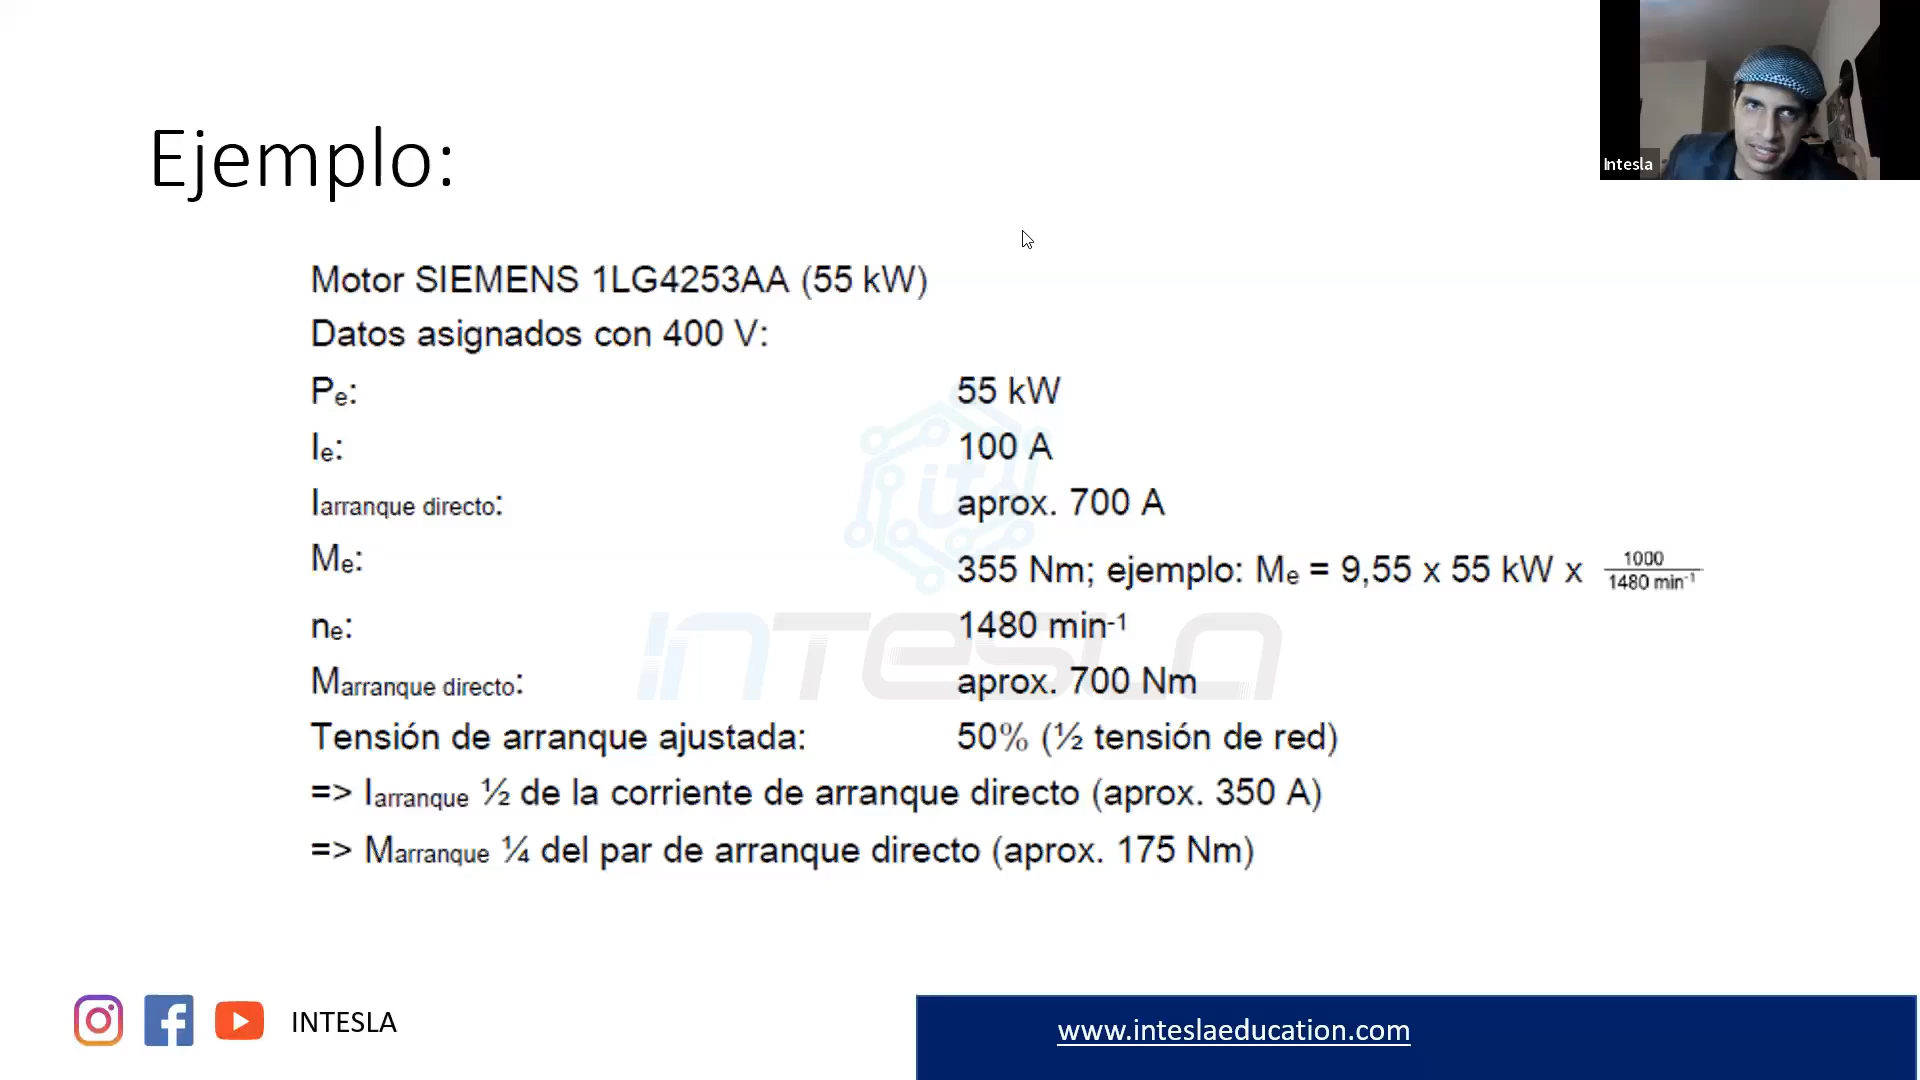 Intesla
Ejemplo:
Motor SIEMENS 1LG4253AA (55 kW)
Datos asignados con 400 V:
Pe: 55 kW
Ie: 100 A
Iarranque directo: aprox. 700 A
Me: 355 Nm; ejemplo: Me = 9,55 x 55 kW x 1000 / 1480 min-1
ne: 1480 min-1
Marranque directo: aprox. 700 Nm
Tensión de arranque ajustada: 50% (½ tensión de red)
=> Iarranque ½ de la corriente de arranque directo (aprox. 350 A)
=> Marranque ¼ del par de arranque directo (aprox. 175 Nm)
it
INTESLA
INTESLA
www.inteslaeducation.com